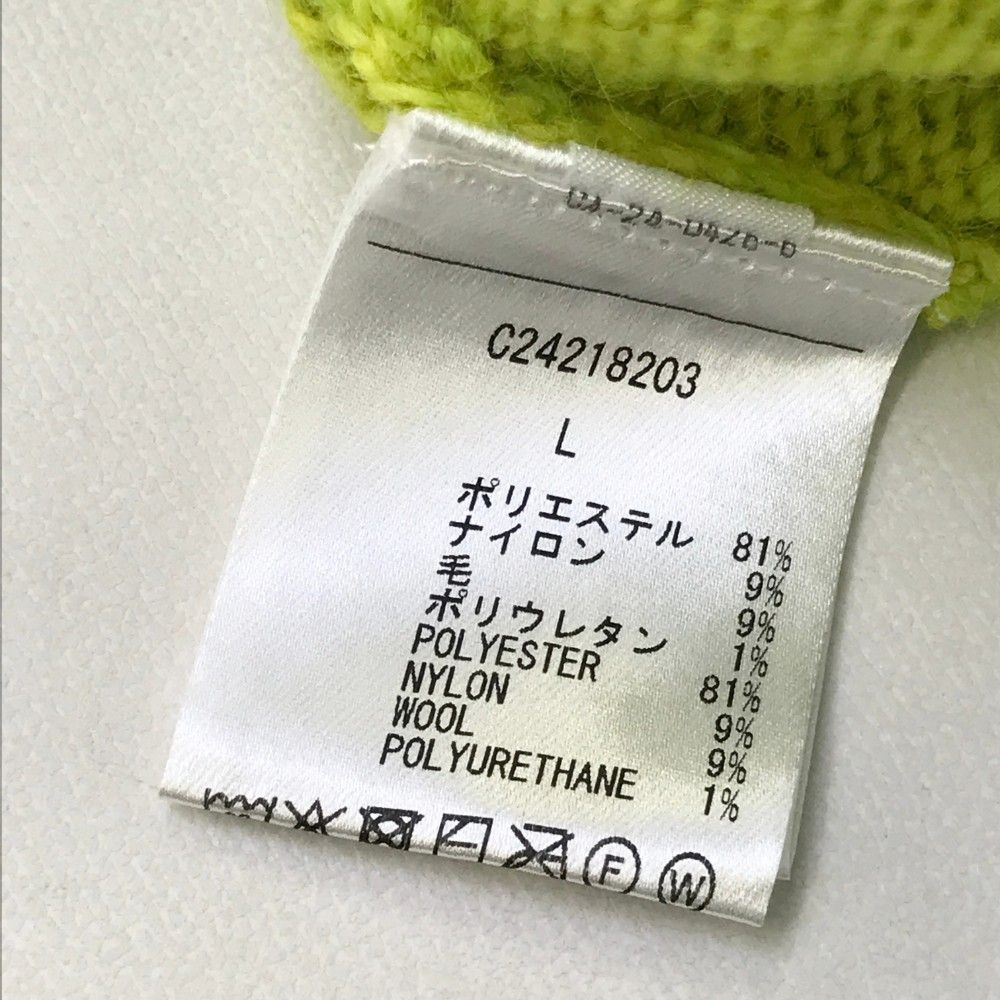 C24218203
L
ポリエステル 81%
ナイロン 9%
毛 9%
ポリウレタン 1%
POLYESTER 81%
NYLON 9%
WOOL 9%
POLYURETHANE 1%
F W